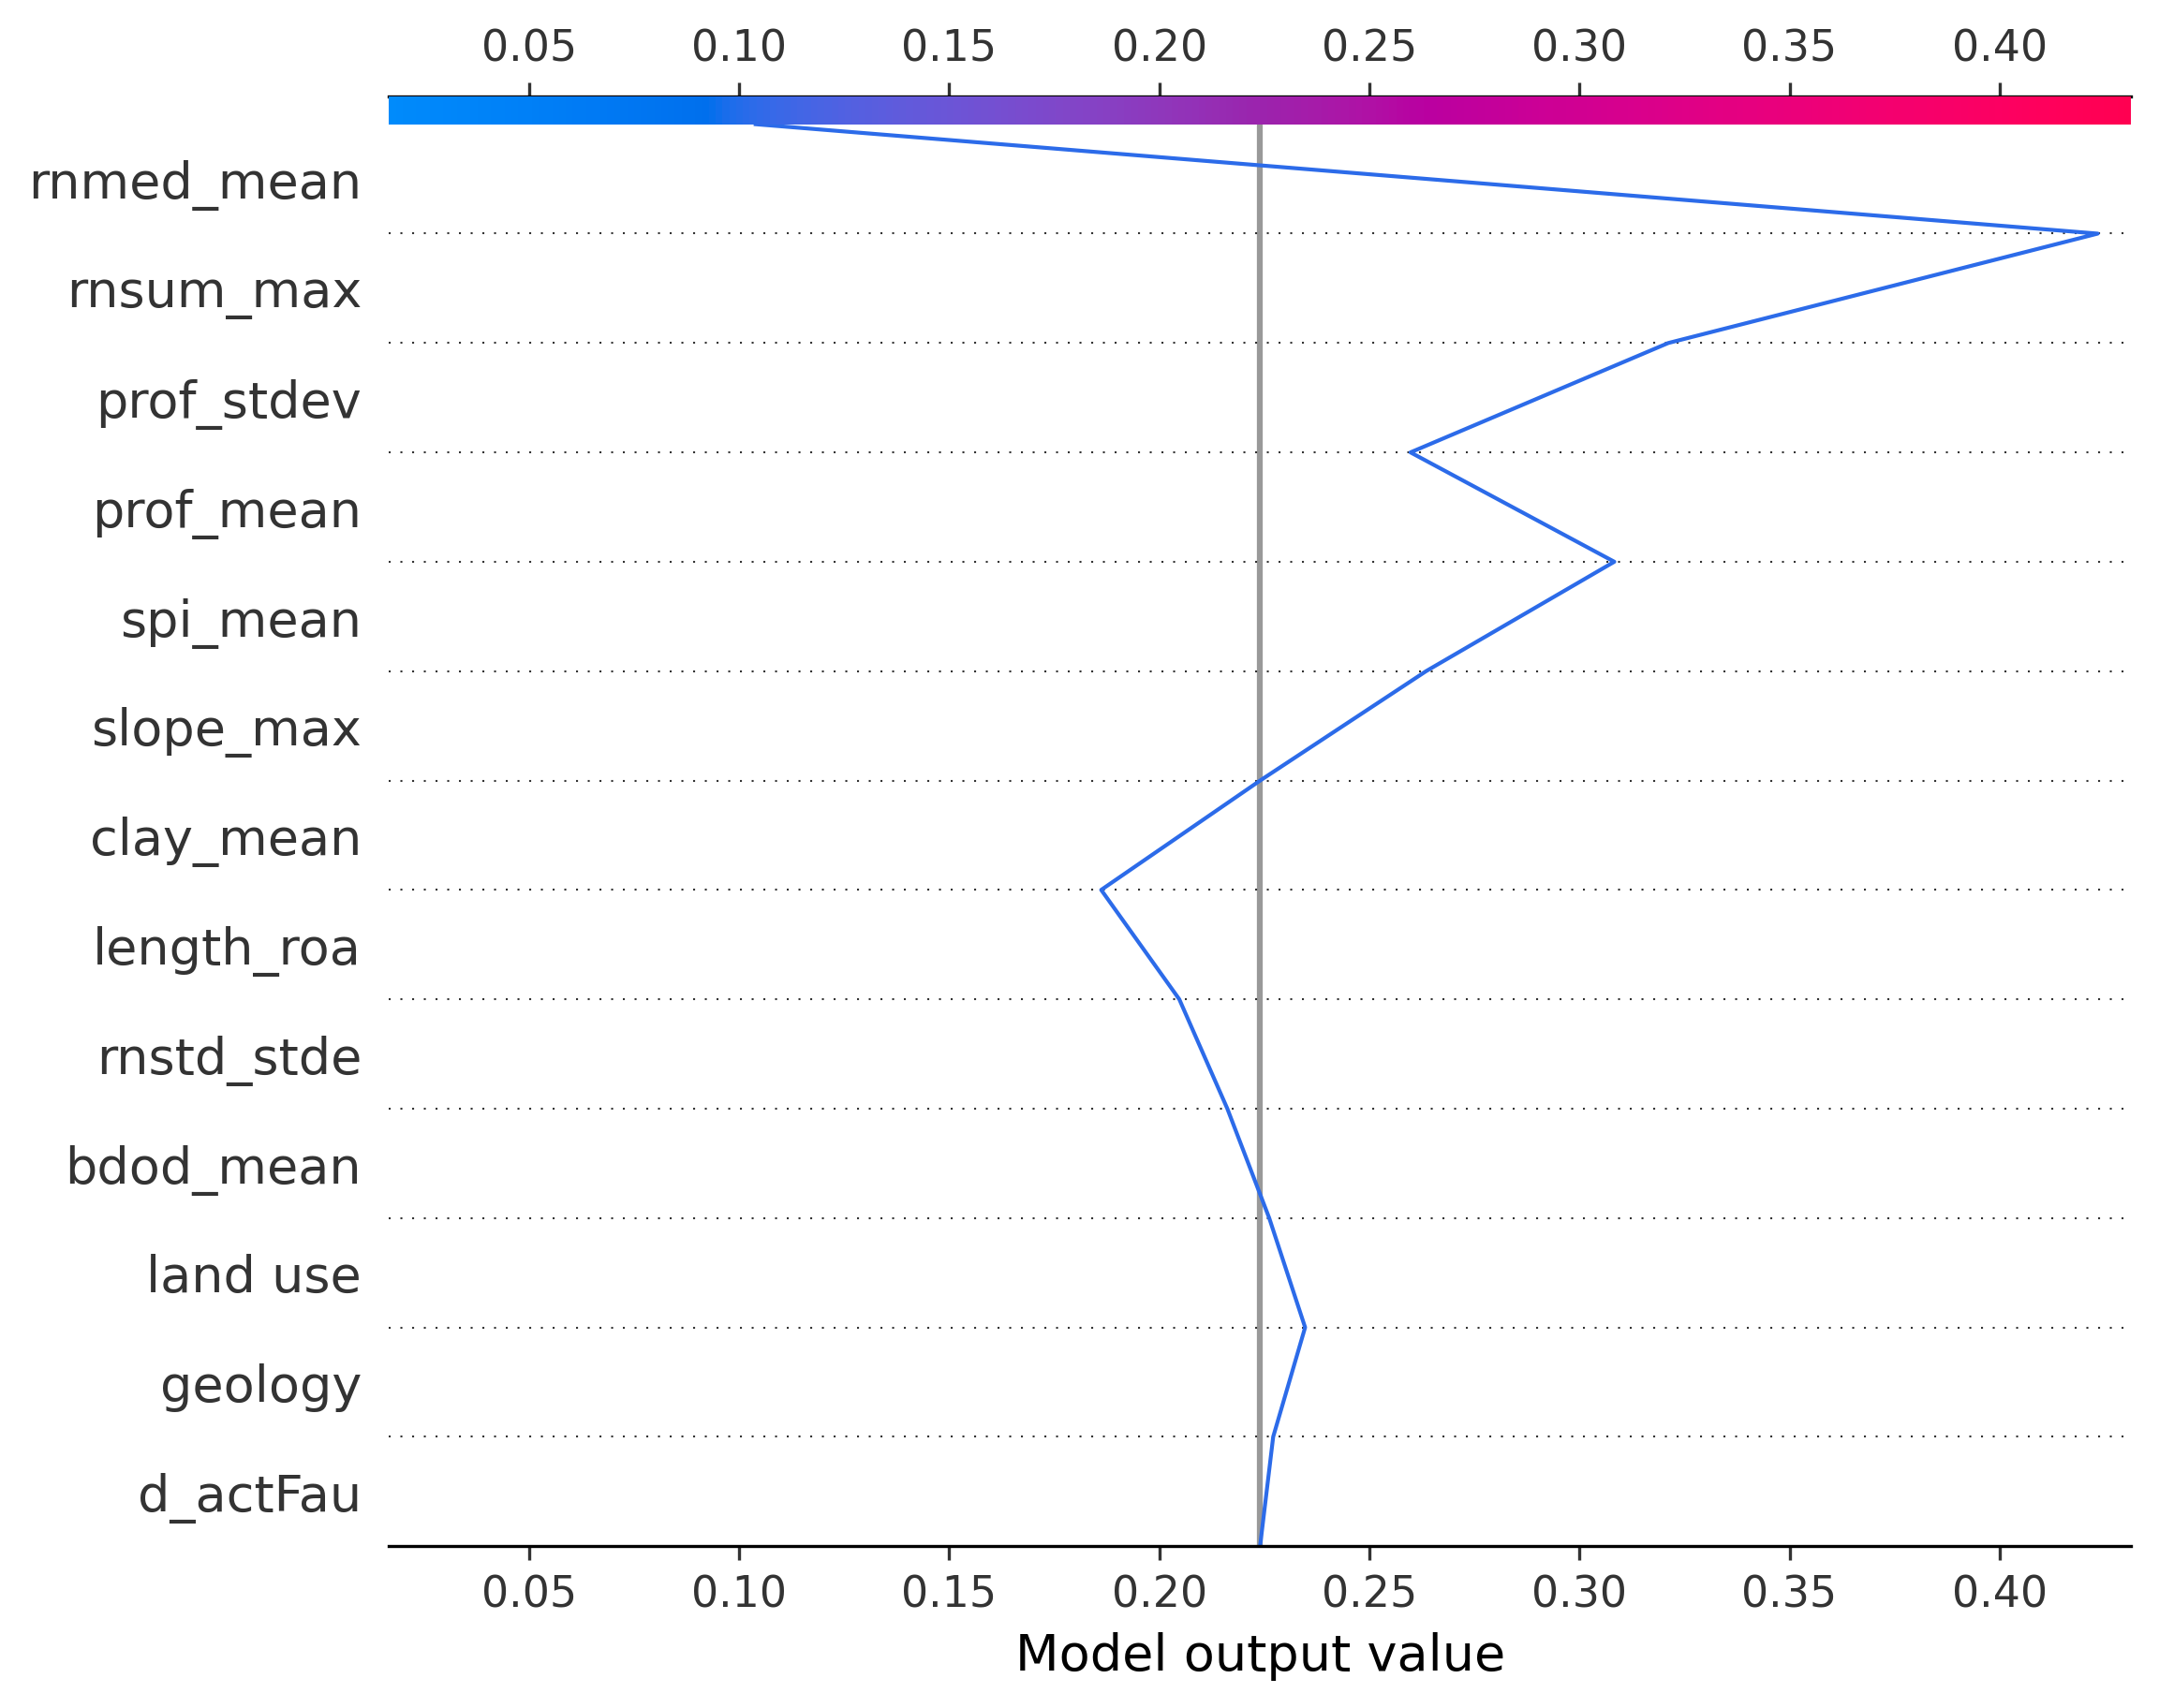 0.05 0.10 0.15 0.20 0.25 0.30 0.35 0.40
rnmed_mean
rnsum_max
prof_stdev
prof_mean
spi_mean
slope_max
clay_mean
length_roa
rnstd_stde
bdod_mean
land use
geology
d_actFau
0.05 0.10 0.15 0.20 0.25 0.30 0.35 0.40
Model output value